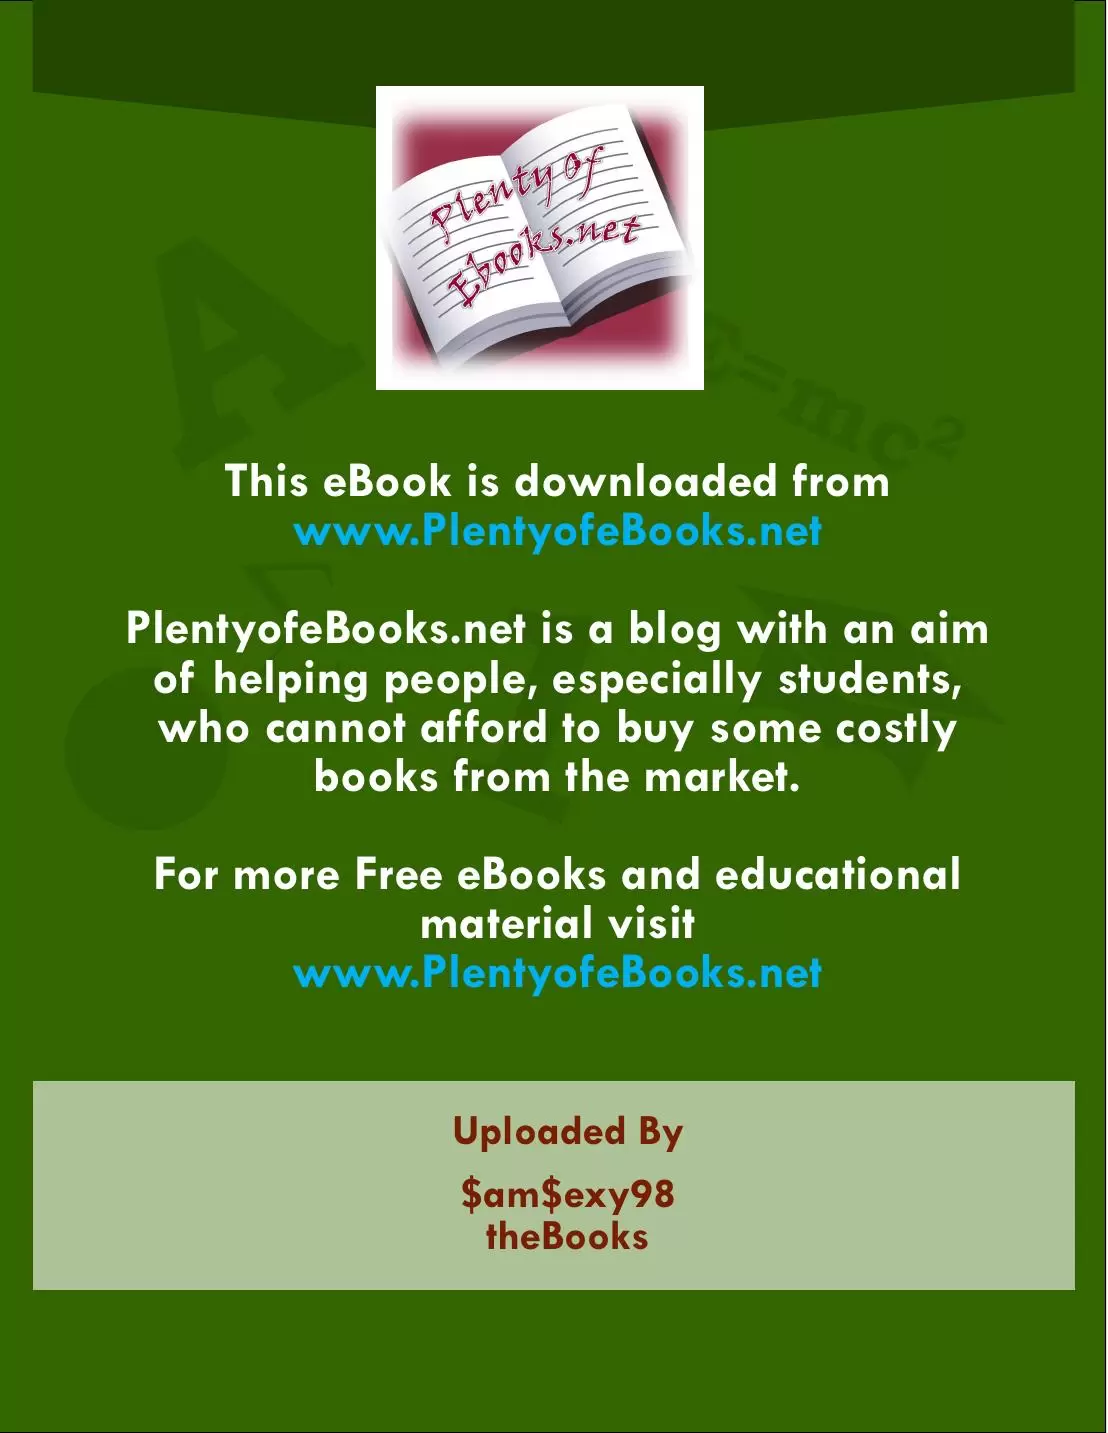 Plenty Of
Ebooks.net
A
E=mc²
This eBook is downloaded from
www.PlentyofeBooks.net
Σ
PlentyofeBooks.net is a blog with an aim
of helping people, especially students,
who cannot afford to buy some costly
books from the market.
For more Free eBooks and educational
material visit
www.PlentyofeBooks.net
Uploaded By
$am$exy98
theBooks